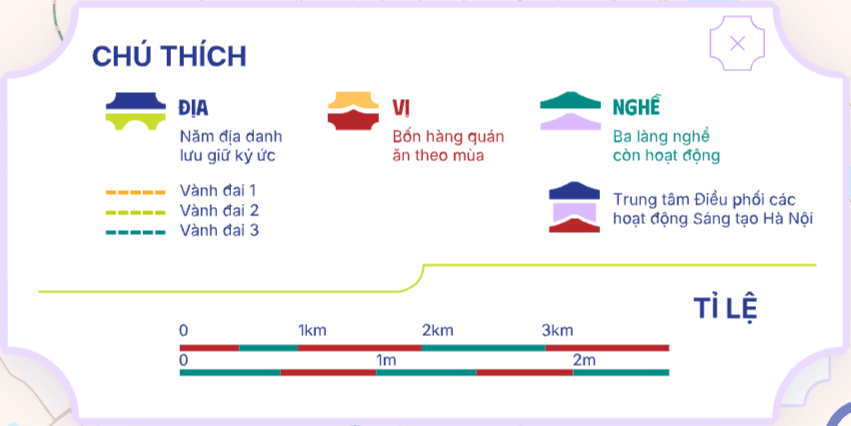 CHÚ THÍCH
ĐỊA
Năm địa danh
lưu giữ ký ức
VỊ
Bốn hàng quán
ăn theo mùa
NGHỀ
Ba làng nghề
còn hoạt động
Vành đai 1
Vành đai 2
Vành đai 3
Trung tâm Điều phối các
hoạt động Sáng tạo Hà Nội
TỈ LỆ
0 1km 2km 3km
0 1m 2m